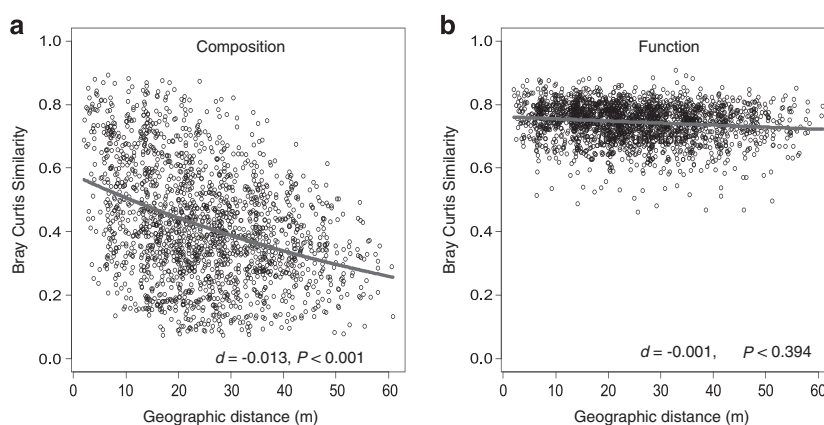 a
Composition
1.0
0.8
0.6
0.4
0.2
0.0
Bray Curtis Similarity
d = -0.013, P < 0.001
0 10 20 30 40 50 60
Geographic distance (m)
b
Function
1.0
0.8
0.6
0.4
0.2
0.0
Bray Curtis Similarity
d = -0.001, P < 0.394
0 10 20 30 40 50 60
Geographic distance (m)